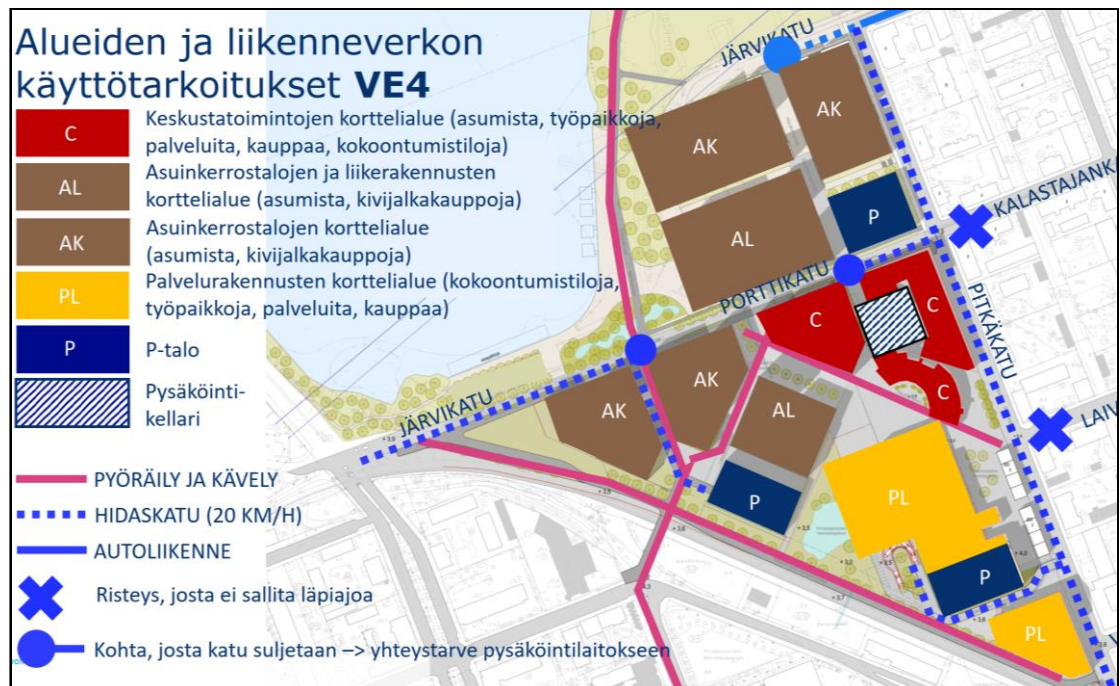 Alueiden ja liikenneverkon
käyttötarkoitukset VE4
C
Keskustatoimintojen korttelialue (asumista, työpaikkoja,
palveluita, kauppaa, kokoontumistiloja)
AL
Asuinkerrostalojen ja liikerakennusten
korttelialue (asumista, kivijalkakauppoja)
AK
Asuinkerrostalojen korttelialue
(asumista, kivijalkakauppoja)
PL
Palvelurakennusten korttelialue (kokoontumistiloja,
työpaikkoja, palveluita, kauppaa)
P
P-talo
Pysäköinti-
kellari
PYÖRÄILY JA KÄVELY
HIDASKATU (20 KM/H)
AUTOLIIKENNE
Risteys, josta ei sallita läpiajoa
Kohta, josta katu suljetaan –> yhteystarve pysäköintilaitokseen
JÄRVIKATU
AK
AK
AL
P
KALASTAJANKA
PORTTIKATU
PITKÄKATU
C
C
C
LAIV
JÄRVIKATU
AK
AK
AL
P
PL
P
PL